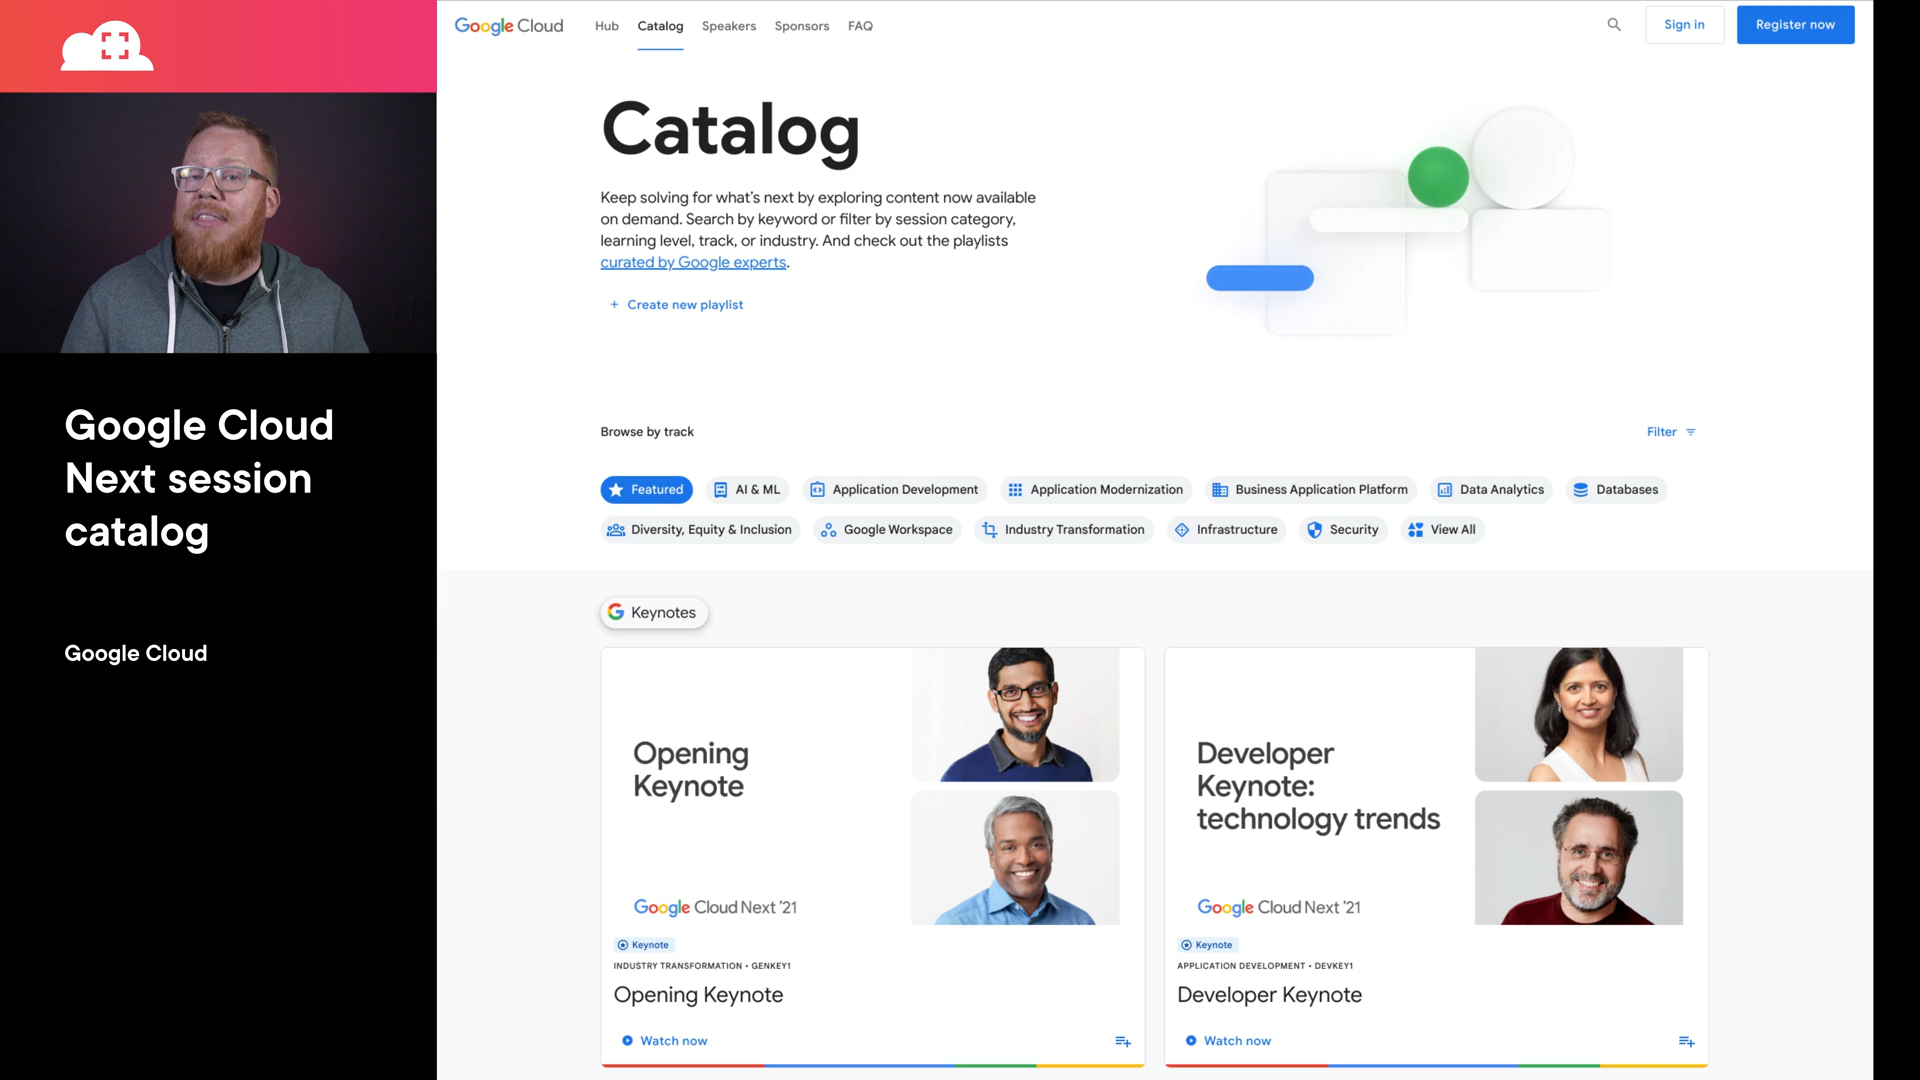 Google Cloud
Next session
catalog
Google Cloud
Google Cloud
Hub
Catalog
Speakers
Sponsors
FAQ
Sign in
Register now
Catalog
Keep solving for what’s next by exploring content now available
on demand. Search by keyword or filter by session category,
learning level, track, or industry. And check out the playlists
curated by Google experts.
+ Create new playlist
Browse by track
Filter
Featured
AI & ML
Application Development
Application Modernization
Business Application Platform
Data Analytics
Databases
Diversity, Equity & Inclusion
Google Workspace
Industry Transformation
Infrastructure
Security
View All
G Keynotes
Opening
Keynote
Google Cloud Next ’21
Keynote
INDUSTRY TRANSFORMATION • GENKEY1
Opening Keynote
Watch now
Developer
Keynote:
technology trends
Google Cloud Next ’21
Keynote
APPLICATION DEVELOPMENT • DEVKEY1
Developer Keynote
Watch now